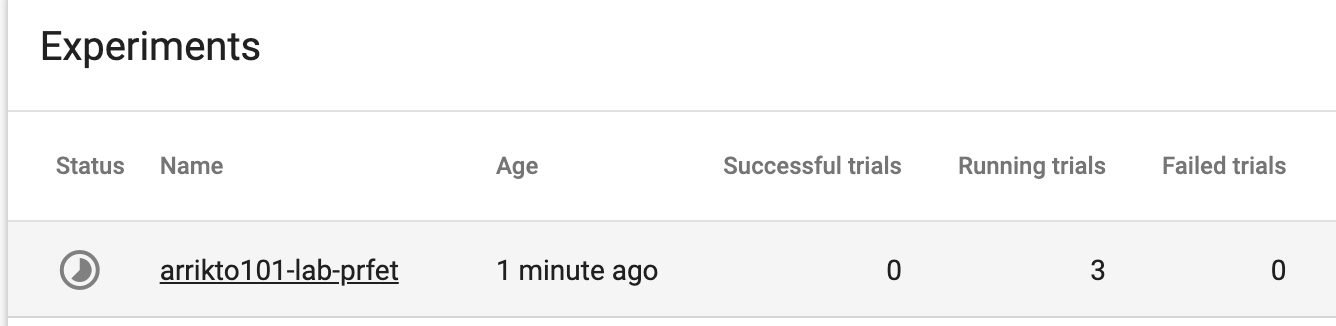 Experiments
Status Name Age Successful trials Running trials Failed trials
arrikto101-lab-prfet 1 minute ago 0 3 0